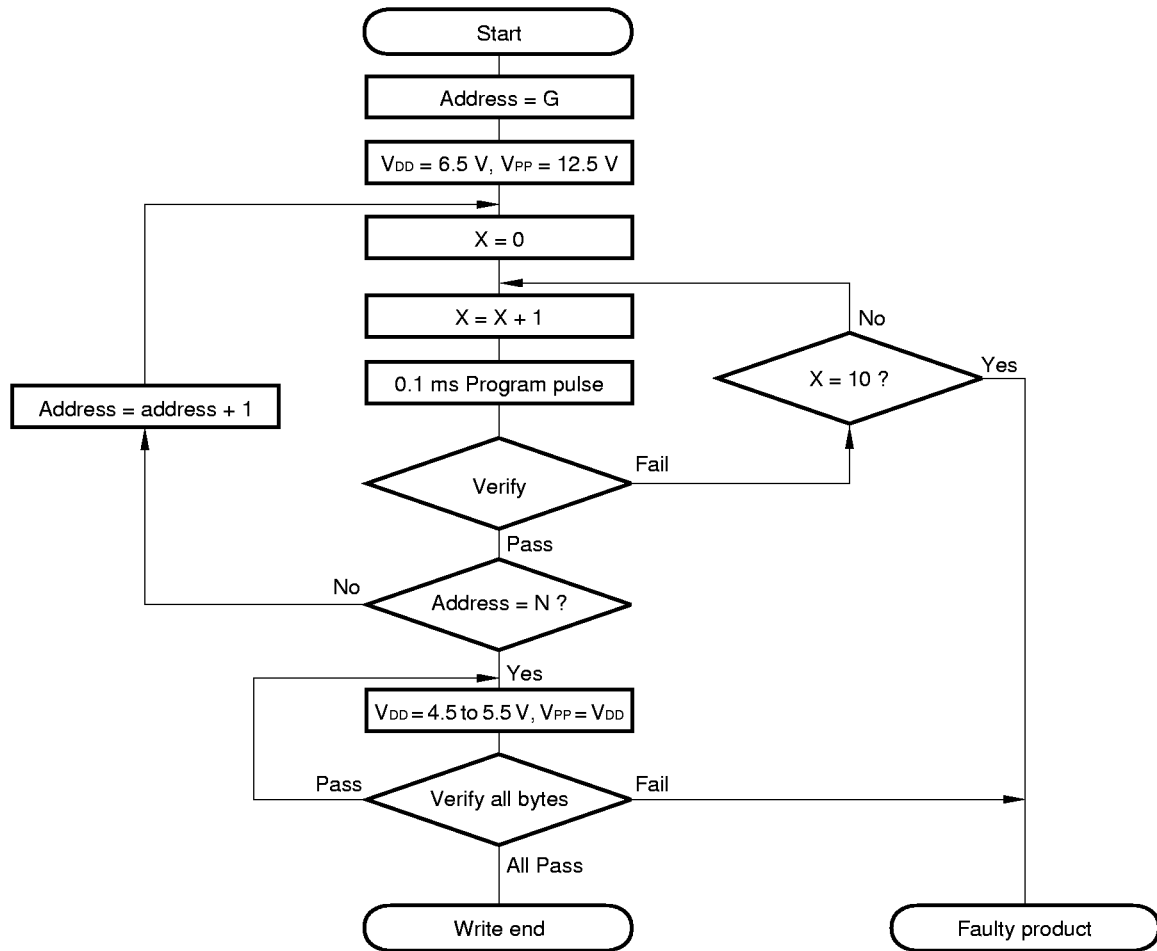 Start
Address = G
VDD = 6.5 V, VPP = 12.5 V
X = 0
X = X + 1
No
0.1 ms Program pulse
X = 10 ?
Yes
Address = address + 1
Verify
Fail
Pass
No
Address = N ?
Yes
VDD = 4.5 to 5.5 V, VPP = VDD
Pass
Verify all bytes
Fail
All Pass
Write end
Faulty product